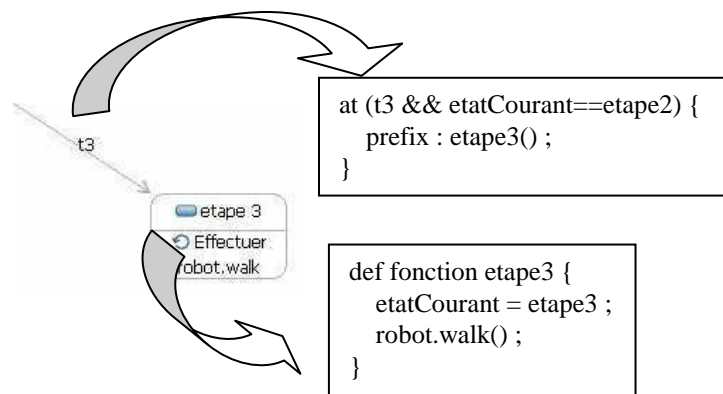 at (t3 && etatCourant==etape2) {
prefix : etape3() ;
}
t3
etape 3
Effectuer
robot.walk
def fonction etape3 {
etatCourant = etape3 ;
robot.walk() ;
}